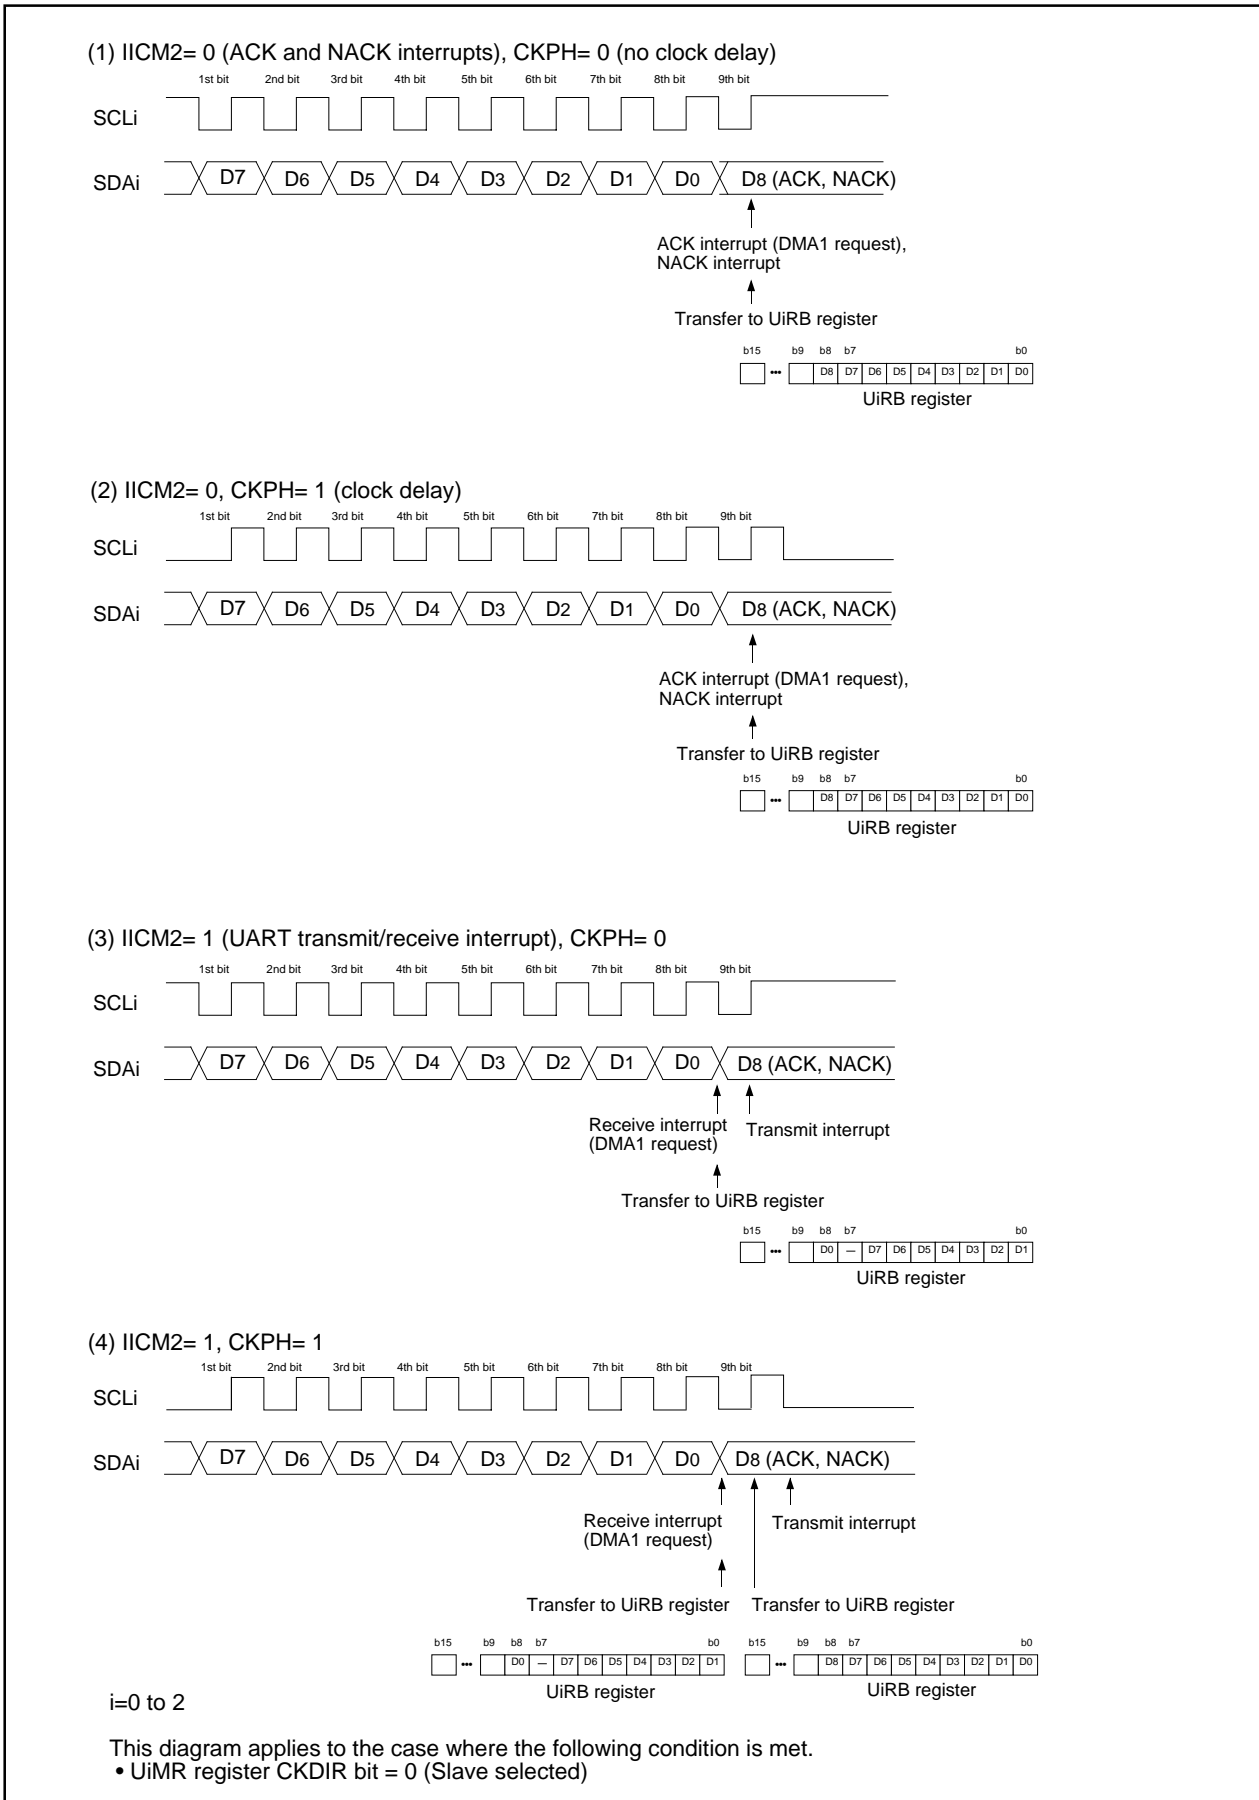 (1) IICM2= 0 (ACK and NACK interrupts), CKPH= 0 (no clock delay)
1st bit 2nd bit 3rd bit 4th bit 5th bit 6th bit 7th bit 8th bit 9th bit
SCLi
SDAi D7 D6 D5 D4 D3 D2 D1 D0 D8 (ACK, NACK)
ACK interrupt (DMA1 request),
NACK interrupt
Transfer to UiRB register
b15 b9 b8 b7 b0
••• D8 D7 D6 D5 D4 D3 D2 D1 D0
UiRB register
(2) IICM2= 0, CKPH= 1 (clock delay)
1st bit 2nd bit 3rd bit 4th bit 5th bit 6th bit 7th bit 8th bit 9th bit
SCLi
SDAi D7 D6 D5 D4 D3 D2 D1 D0 D8 (ACK, NACK)
ACK interrupt (DMA1 request),
NACK interrupt
Transfer to UiRB register
b15 b9 b8 b7 b0
••• D8 D7 D6 D5 D4 D3 D2 D1 D0
UiRB register
(3) IICM2= 1 (UART transmit/receive interrupt), CKPH= 0
1st bit 2nd bit 3rd bit 4th bit 5th bit 6th bit 7th bit 8th bit 9th bit
SCLi
SDAi D7 D6 D5 D4 D3 D2 D1 D0 D8 (ACK, NACK)
Receive interrupt Transmit interrupt
(DMA1 request)
Transfer to UiRB register
b15 b9 b8 b7 b0
••• D0 — D7 D6 D5 D4 D3 D2 D1
UiRB register
(4) IICM2= 1, CKPH= 1
1st bit 2nd bit 3rd bit 4th bit 5th bit 6th bit 7th bit 8th bit 9th bit
SCLi
SDAi D7 D6 D5 D4 D3 D2 D1 D0 D8 (ACK, NACK)
Receive interrupt Transmit interrupt
(DMA1 request)
Transfer to UiRB register Transfer to UiRB register
b15 b9 b8 b7 b0 b15 b9 b8 b7 b0
••• D0 — D7 D6 D5 D4 D3 D2 D1 ••• D8 D7 D6 D5 D4 D3 D2 D1 D0
UiRB register UiRB register
i=0 to 2
This diagram applies to the case where the following condition is met.
• UiMR register CKDIR bit = 0 (Slave selected)